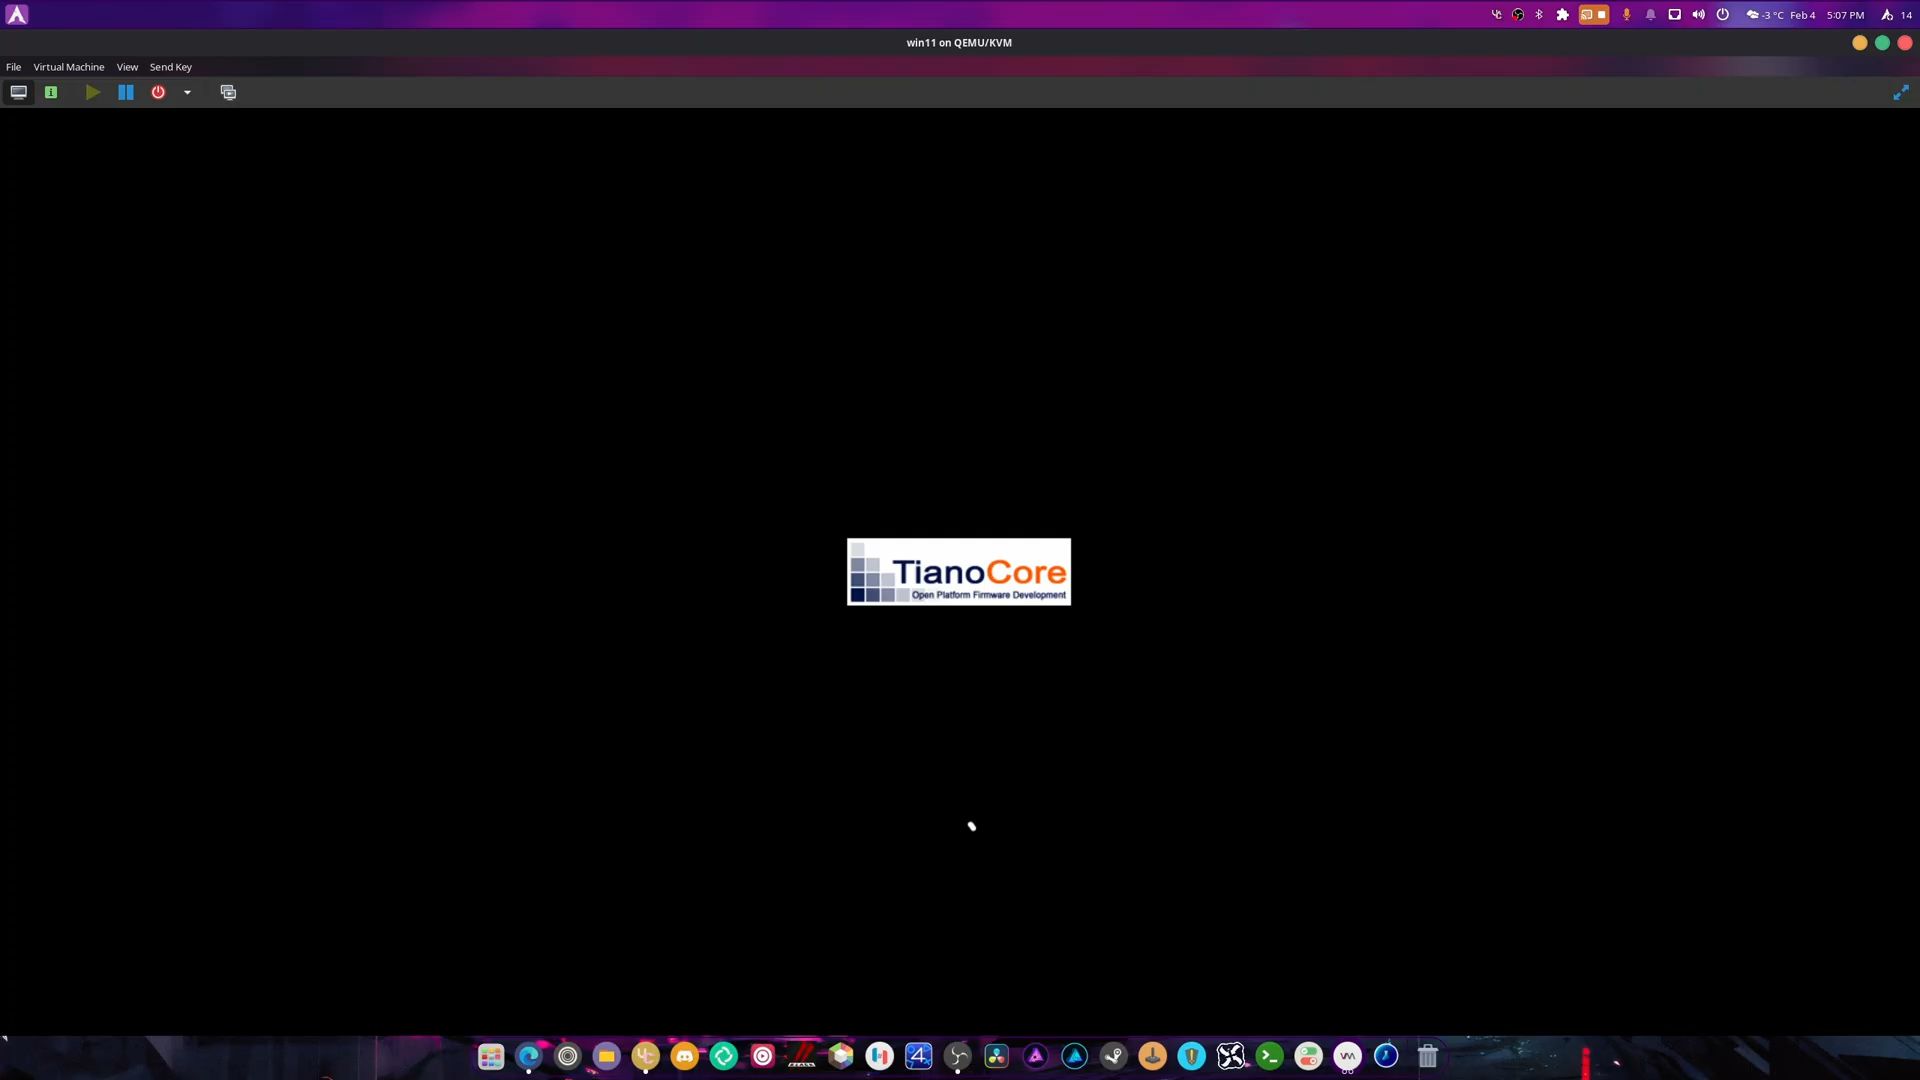 -3 °C Feb 4 5:07 PM 14
win11 on QEMU/KVM
File Virtual Machine View Send Key
TianoCore
Open Platform Firmware Development